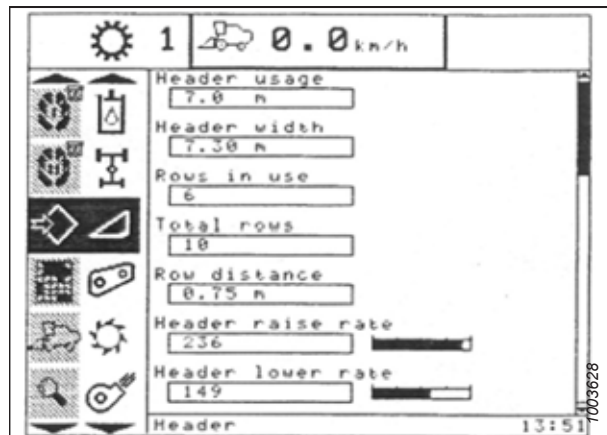 1
0.0 km/h
Header usage
7.0 m
Header width
7.30 m
Rows in use
6
Total rows
10
Row distance
0.75 m
Header raise rate
236
Header lower rate
149
Header
13:51
1003628